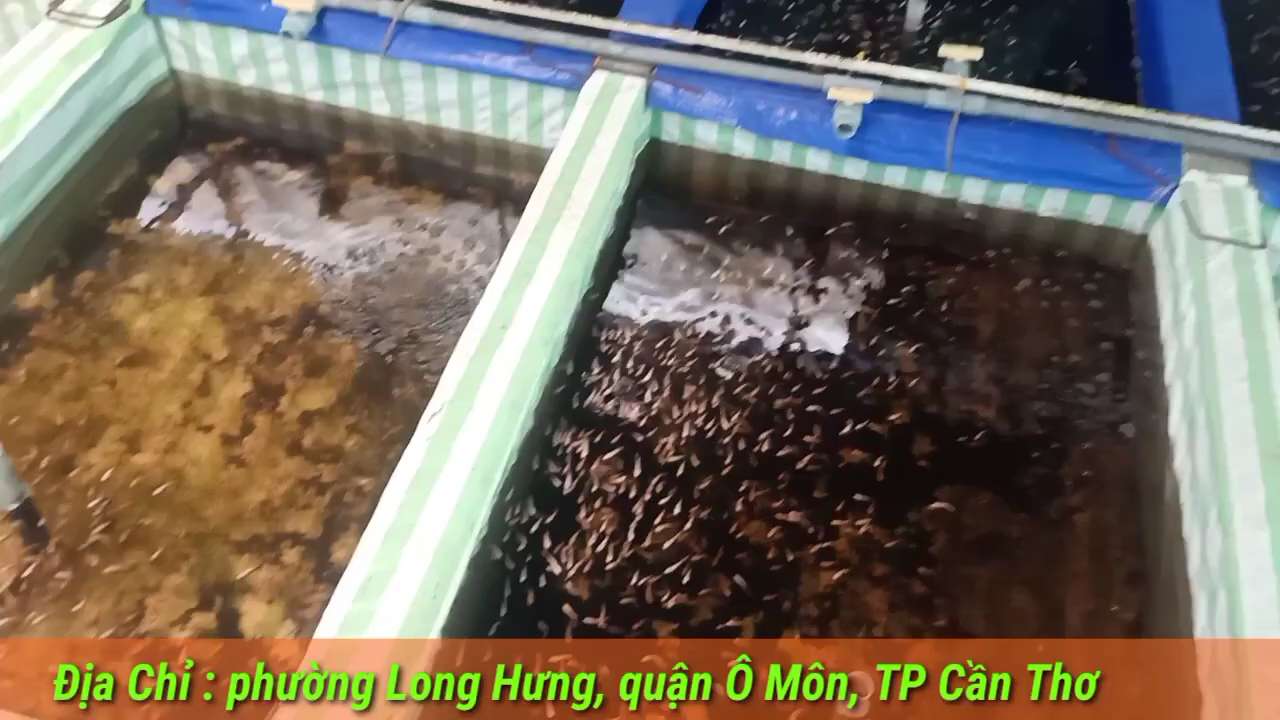 Địa Chỉ : phường Long Hưng, quận Ô Môn, TP Cần Thơ